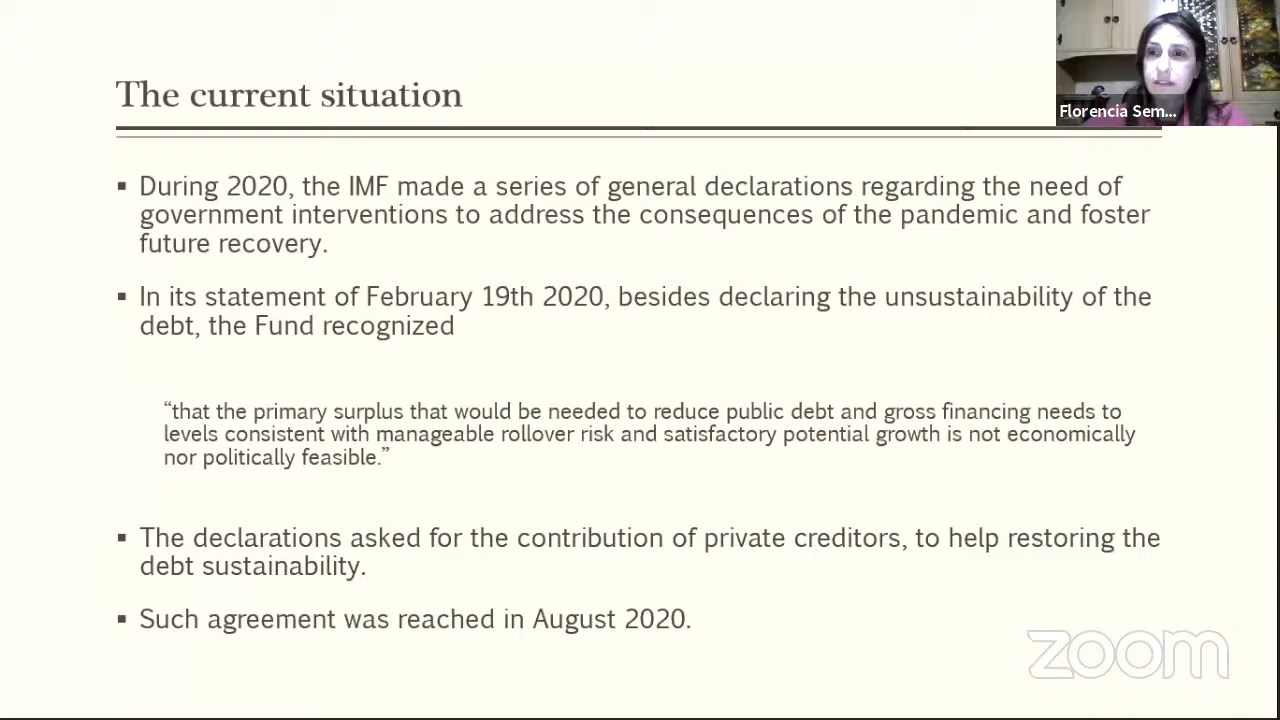 The current situation
Florencia Sem...
▪ During 2020, the IMF made a series of general declarations regarding the need of
government interventions to address the consequences of the pandemic and foster
future recovery.
▪ In its statement of February 19th 2020, besides declaring the unsustainability of the
debt, the Fund recognized
“that the primary surplus that would be needed to reduce public debt and gross financing needs to
levels consistent with manageable rollover risk and satisfactory potential growth is not economically
nor politically feasible.”
▪ The declarations asked for the contribution of private creditors, to help restoring the
debt sustainability.
▪ Such agreement was reached in August 2020.
zoom